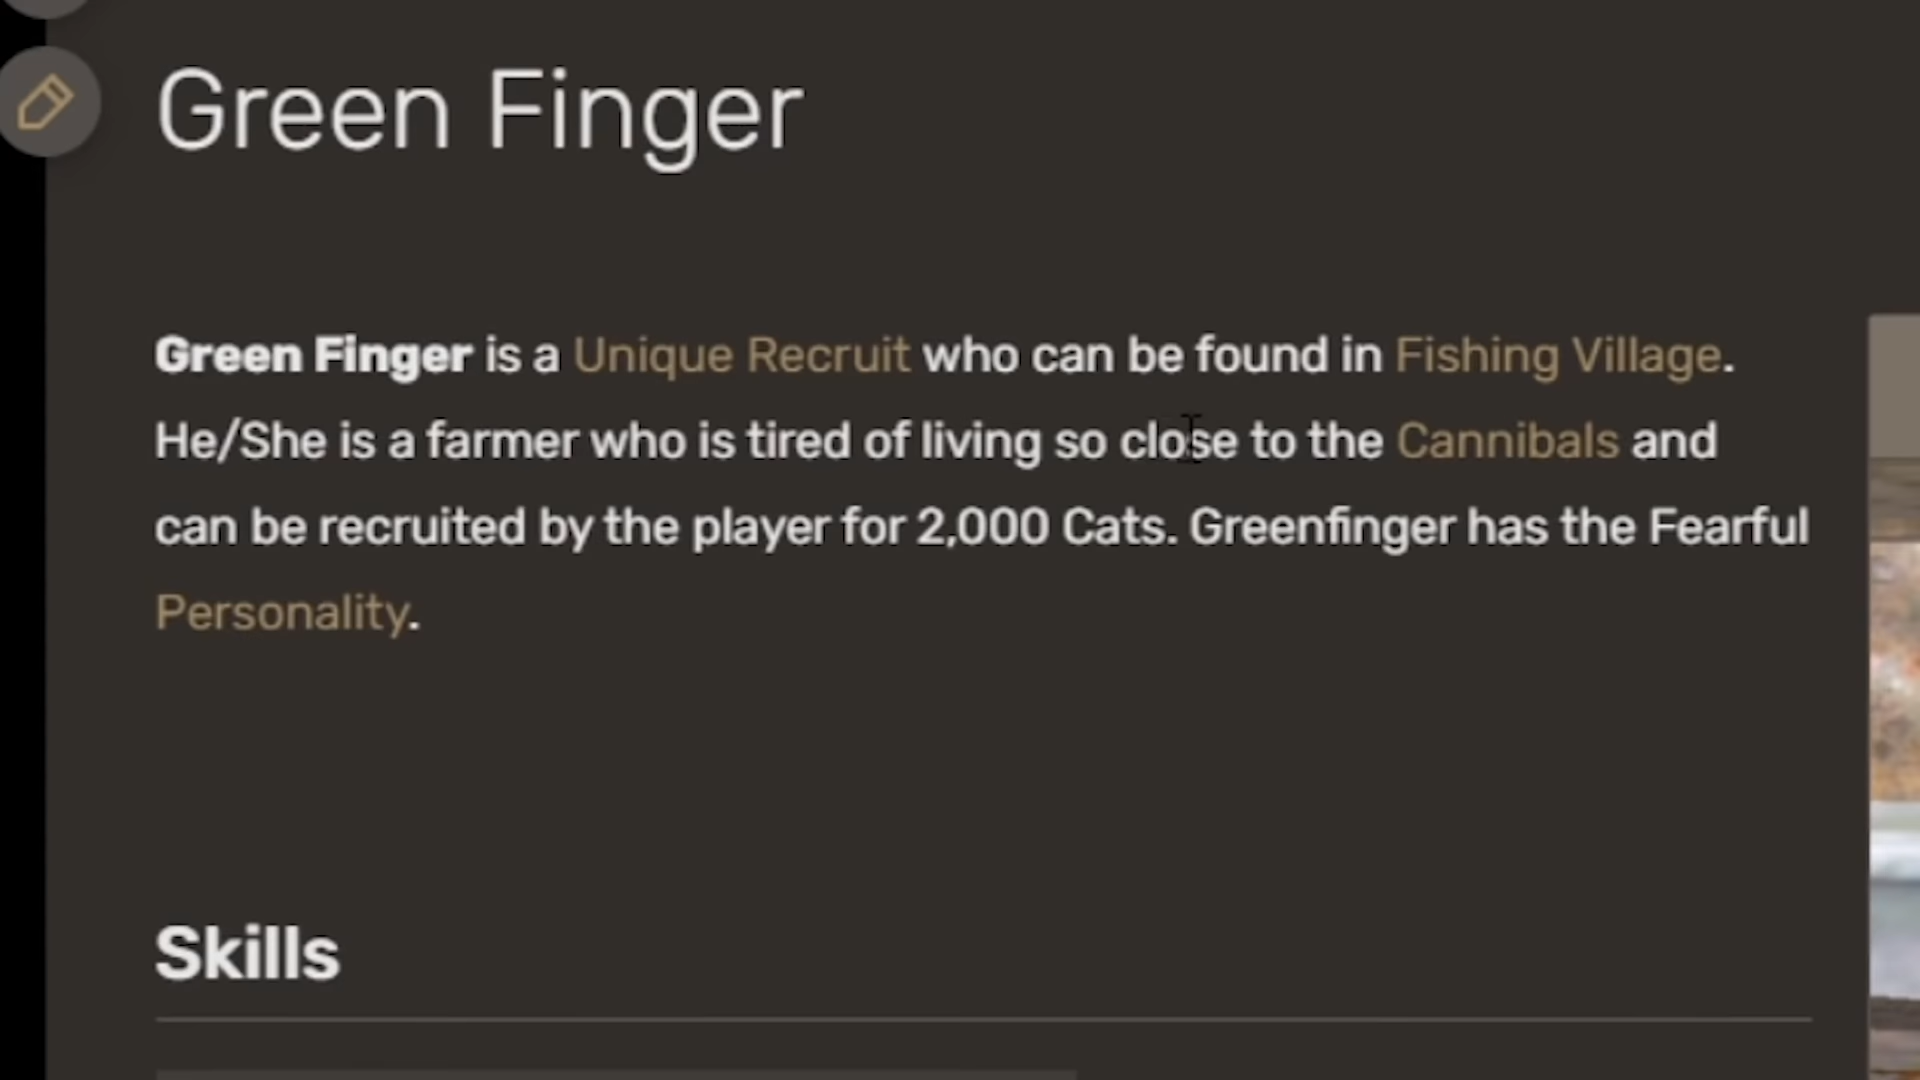 Green Finger
Green Finger is a Unique Recruit who can be found in Fishing Village.
He/She is a farmer who is tired of living so close to the Cannibals and
can be recruited by the player for 2,000 Cats. Greenfinger has the Fearful
Personality.
Skills